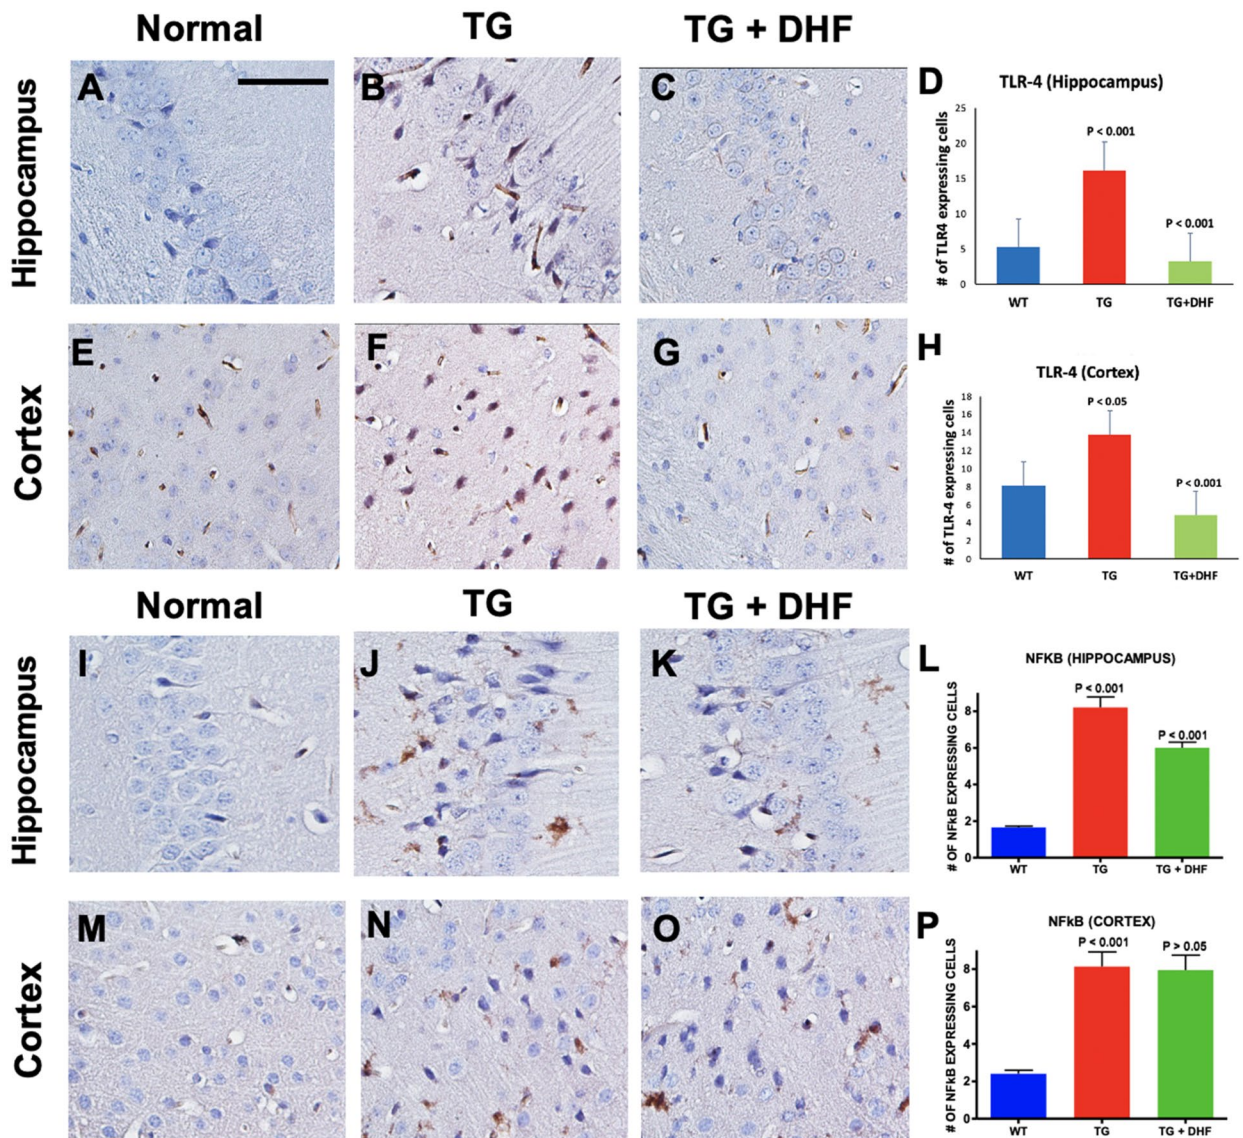 Normal TG TG + DHF
Hippocampus
A B C D
TLR-4 (Hippocampus)
# of TLR4 expressing cells
25
20
15
10
5
0
P < 0.001
P < 0.001
WT TG TG+DHF
Cortex
E F G H
TLR-4 (Cortex)
# of TLR-4 expressing cells
18
16
14
12
10
8
6
4
2
0
P < 0.05
P < 0.001
WT TG TG+DHF
Normal TG TG + DHF
Hippocampus
I J K L
NFKB (HIPPOCAMPUS)
# OF NFkB EXPRESSING CELLS
8
6
4
2
0
P < 0.001
P < 0.001
WT TG TG + DHF
Cortex
M N O P
NFkB (CORTEX)
# OF NFkB EXPRESSING CELLS
8
6
4
2
0
P < 0.001
P > 0.05
WT TG TG + DHF